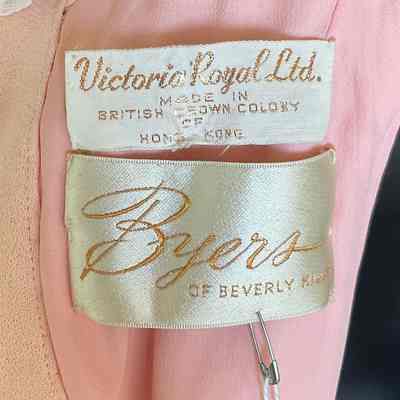 Victoria Royal Ltd.
MADE IN
BRITISH CROWN COLONY
OF
HONG KONG
Byers
OF BEVERLY